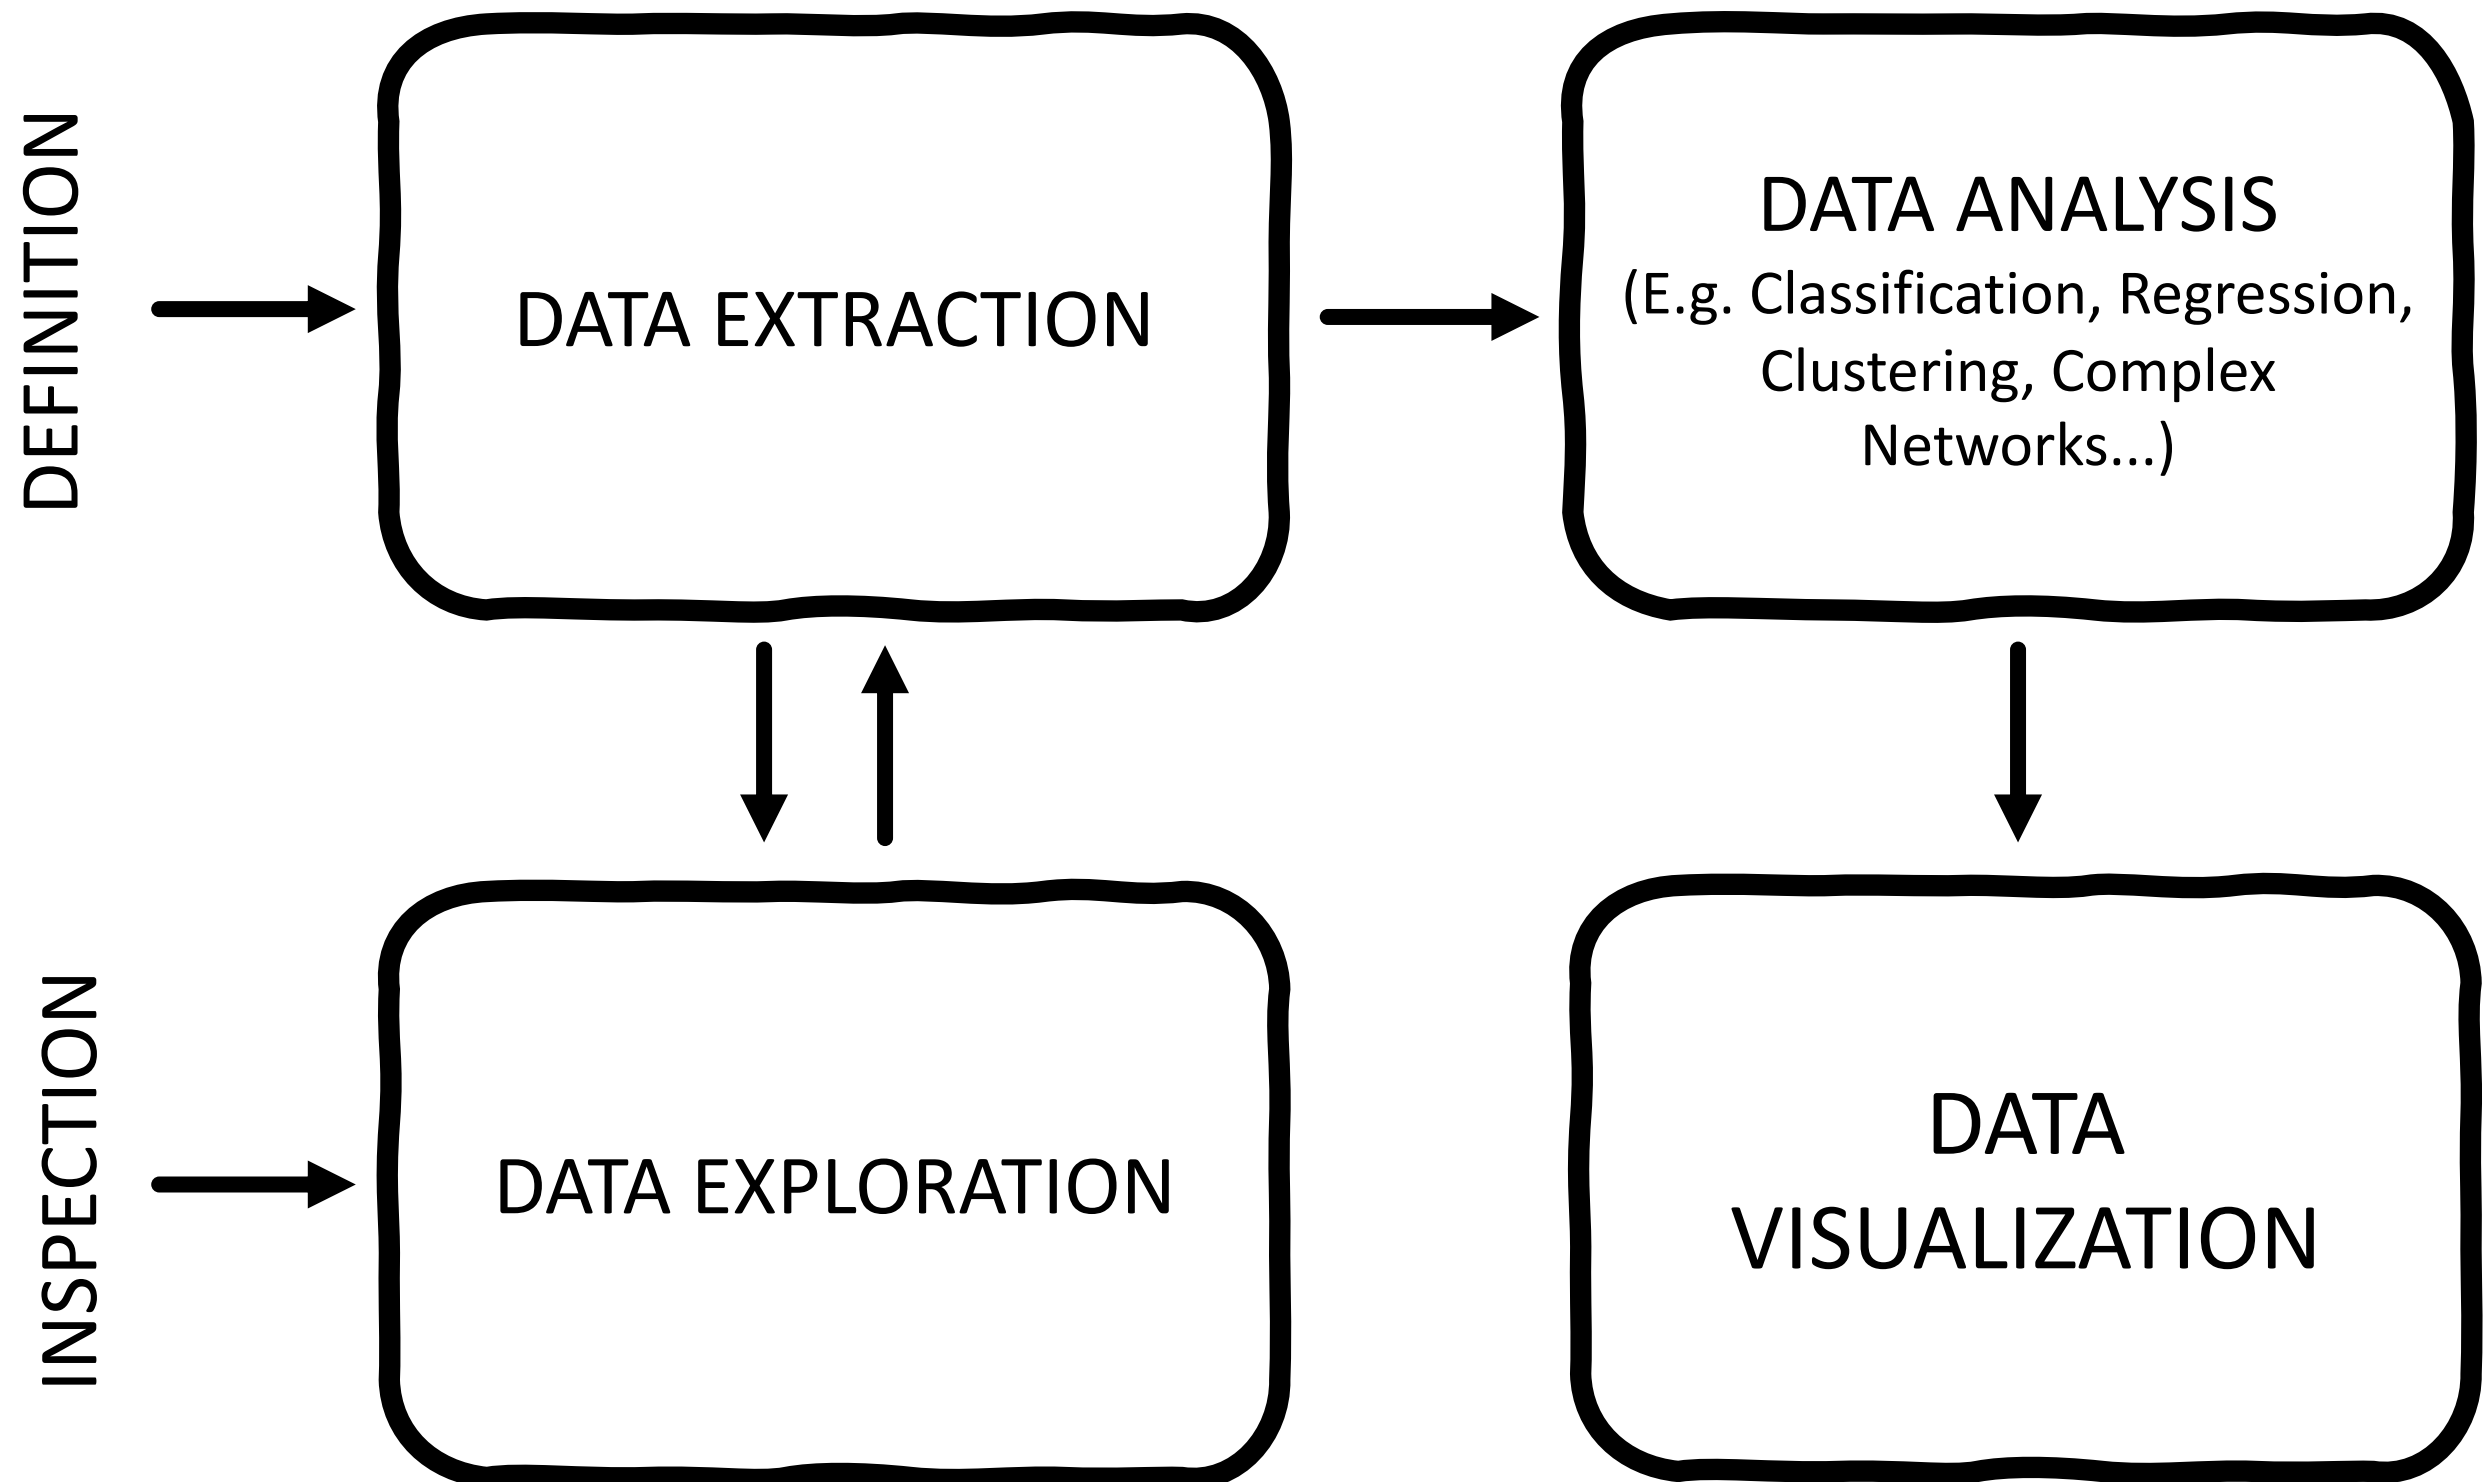 DEFINITION
DATA EXTRACTION
DATA ANALYSIS
(E.g. Classification, Regression,
Clustering, Complex
Networks...)
INSPECTION
DATA EXPLORATION
DATA
VISUALIZATION